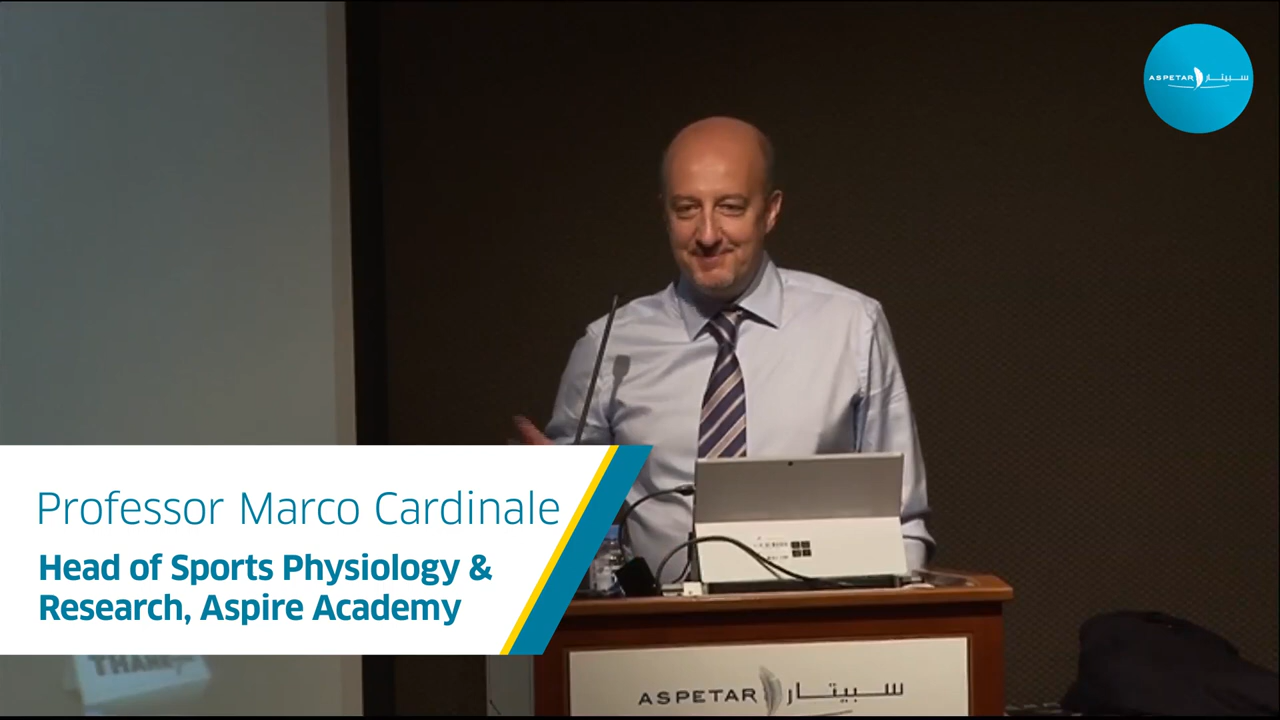 ASPETAR سبيتار
Professor Marco Cardinale
Head of Sports Physiology &
Research, Aspire Academy
ASPETAR سبيتار